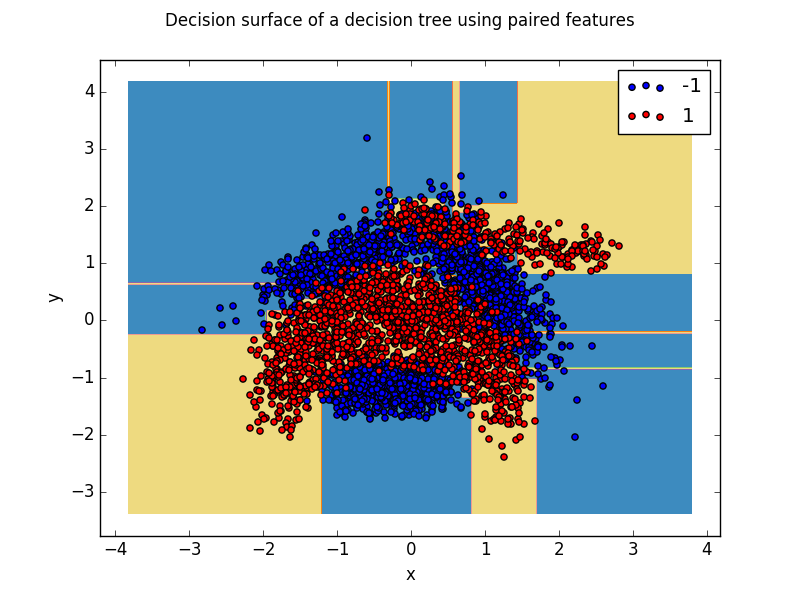 Decision surface of a decision tree using paired features
-1
1
4
3
2
1
0
−1
−2
−3
y
−4 −3 −2 −1 0 1 2 3 4
x